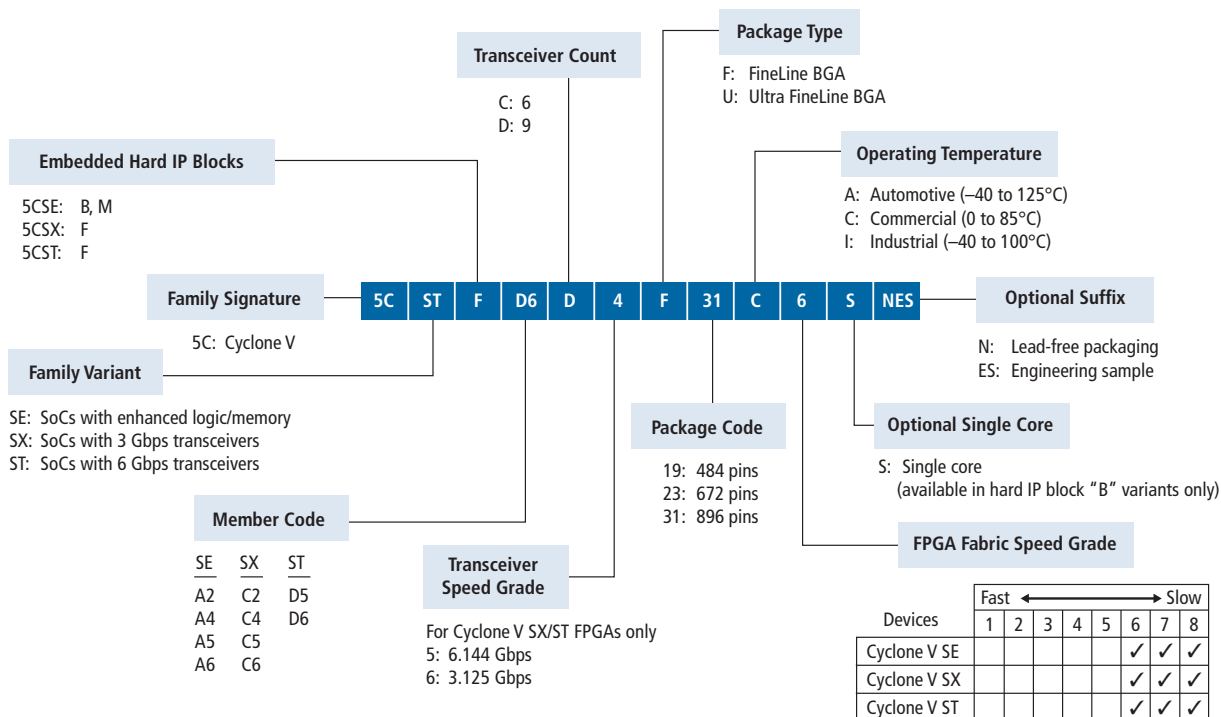 Package Type
F: FineLine BGA
U: Ultra FineLine BGA
Transceiver Count
C: 6
D: 9
Embedded Hard IP Blocks
5CSE: B, M
5CSX: F
5CST: F
Operating Temperature
A: Automotive (–40 to 125°C)
C: Commercial (0 to 85°C)
I: Industrial (–40 to 100°C)
Family Signature
5C: Cyclone V
5C ST F D6 D 4 F 31 C 6 S NES
Optional Suffix
N: Lead-free packaging
ES: Engineering sample
Family Variant
SE: SoCs with enhanced logic/memory
SX: SoCs with 3 Gbps transceivers
ST: SoCs with 6 Gbps transceivers
Package Code
19: 484 pins
23: 672 pins
31: 896 pins
Optional Single Core
S: Single core
(available in hard IP block "B" variants only)
Member Code
SE SX ST
A2 C2 D5
A4 C4 D6
A5 C5
A6 C6
Transceiver
Speed Grade
For Cyclone V SX/ST FPGAs only
5: 6.144 Gbps
6: 3.125 Gbps
FPGA Fabric Speed Grade
Fast Slow
Devices 1 2 3 4 5 6 7 8
Cyclone V SE ✓ ✓ ✓
Cyclone V SX ✓ ✓ ✓
Cyclone V ST ✓ ✓ ✓